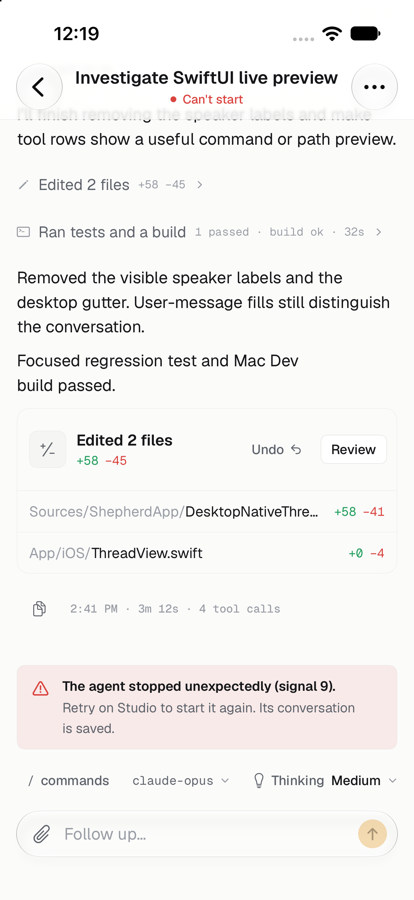 12:19
Investigate SwiftUI live preview
Can't start
I'll finish removing the speaker labels and make
tool rows show a useful command or path preview.
Edited 2 files +58 −45
Ran tests and a build 1 passed · build ok · 32s
Removed the visible speaker labels and the
desktop gutter. User-message fills still distinguish
the conversation.
Focused regression test and Mac Dev
build passed.
Edited 2 files
+58 −45
Undo
Review
Sources/ShepherdApp/DesktopNativeThre... +58 −41
App/iOS/ThreadView.swift +0 −4
2:41 PM · 3m 12s · 4 tool calls
The agent stopped unexpectedly (signal 9).
Retry on Studio to start it again. Its conversation
is saved.
/ commands claude-opus Thinking Medium
Follow up...